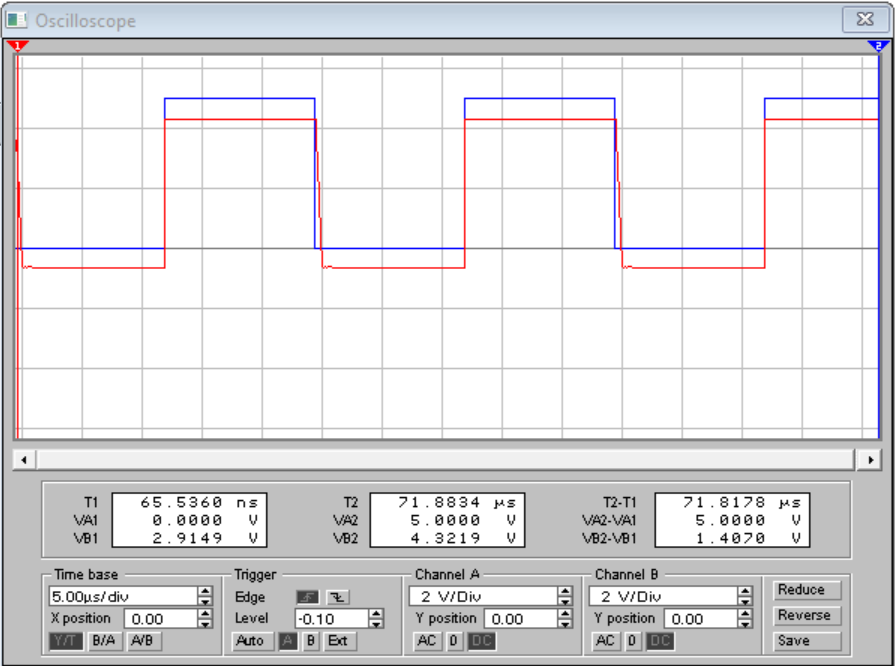 Oscilloscope
1 2
T1 65.5360 ns T2 71.8834 µs T2-T1 71.8178 µs
VA1 0.0000 V VA2 5.0000 V VA2-VA1 5.0000 V
VB1 2.9149 V VB2 4.3219 V VB2-VB1 1.4070 V
Time base Trigger Channel A Channel B
5.00µs/div Edge 2 V/Div 2 V/Div Reduce
X position 0.00 Level -0.10 Y position 0.00 Y position 0.00 Reverse
Y/T B/A A/B Auto A B Ext AC 0 DC AC 0 DC Save